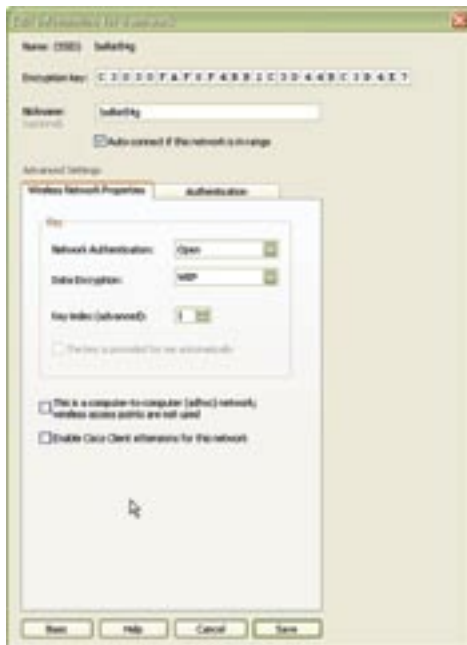 Name: (SSID)
Encryption key:
Nickname:
(optional)
Auto-connect if this network is in range
Advanced Settings
Wireless Network Properties Authentication
Key
Network Authentication: Open
Data Encryption: WEP
Key index (advanced): 1
The key is provided for me automatically
This is a computer-to-computer (adhoc) network;
wireless access points are not used
Enable Cisco Client eXtensions for this network
Basic Help Cancel Save